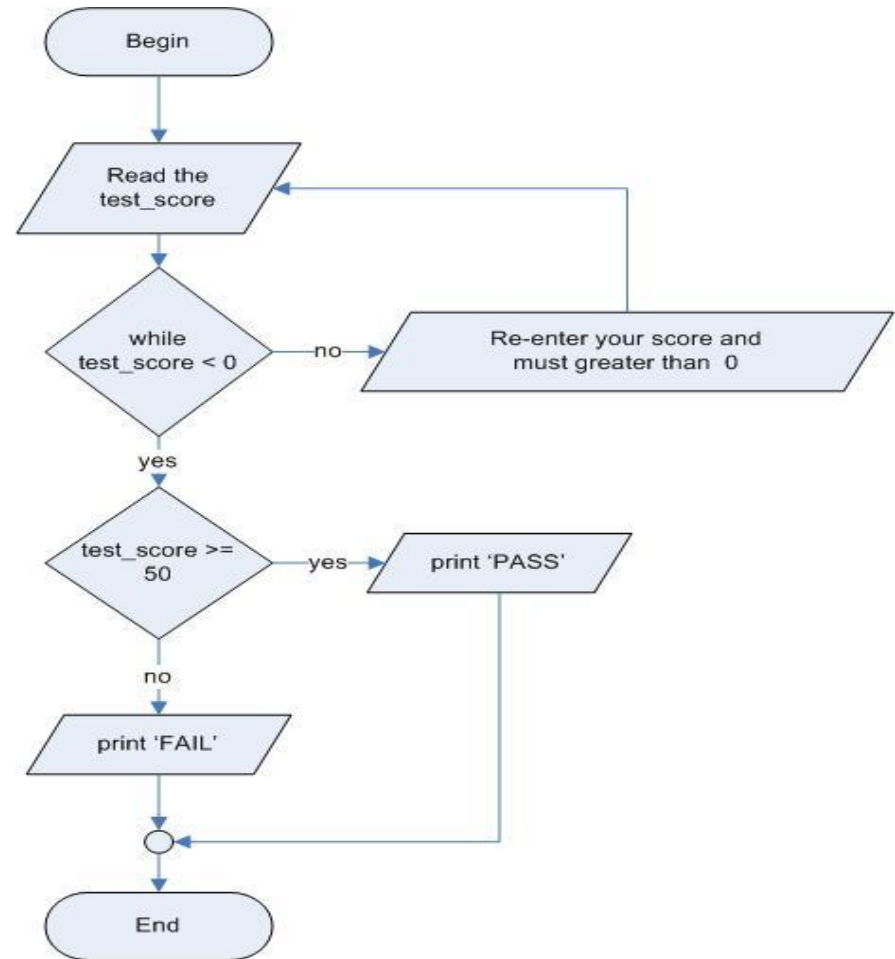 Begin
Read the
test_score
while
test_score < 0
no
Re-enter your score and
must greater than 0
yes
test_score >=
50
yes
print ‘PASS’
no
print ‘FAIL’
End